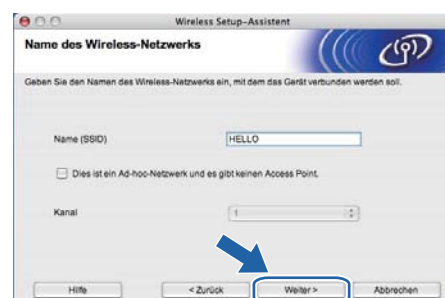 Wireless Setup-Assistent
Name des Wireless-Netzwerks
Geben Sie den Namen des Wireless-Netzwerks ein, mit dem das Gerät verbunden werden soll.
Name (SSID)
HELLO
Dies ist ein Ad-hoc-Netzwerk und es gibt keinen Access Point.
Kanal
1
Hilfe
< Zurück
Weiter >
Abbrechen